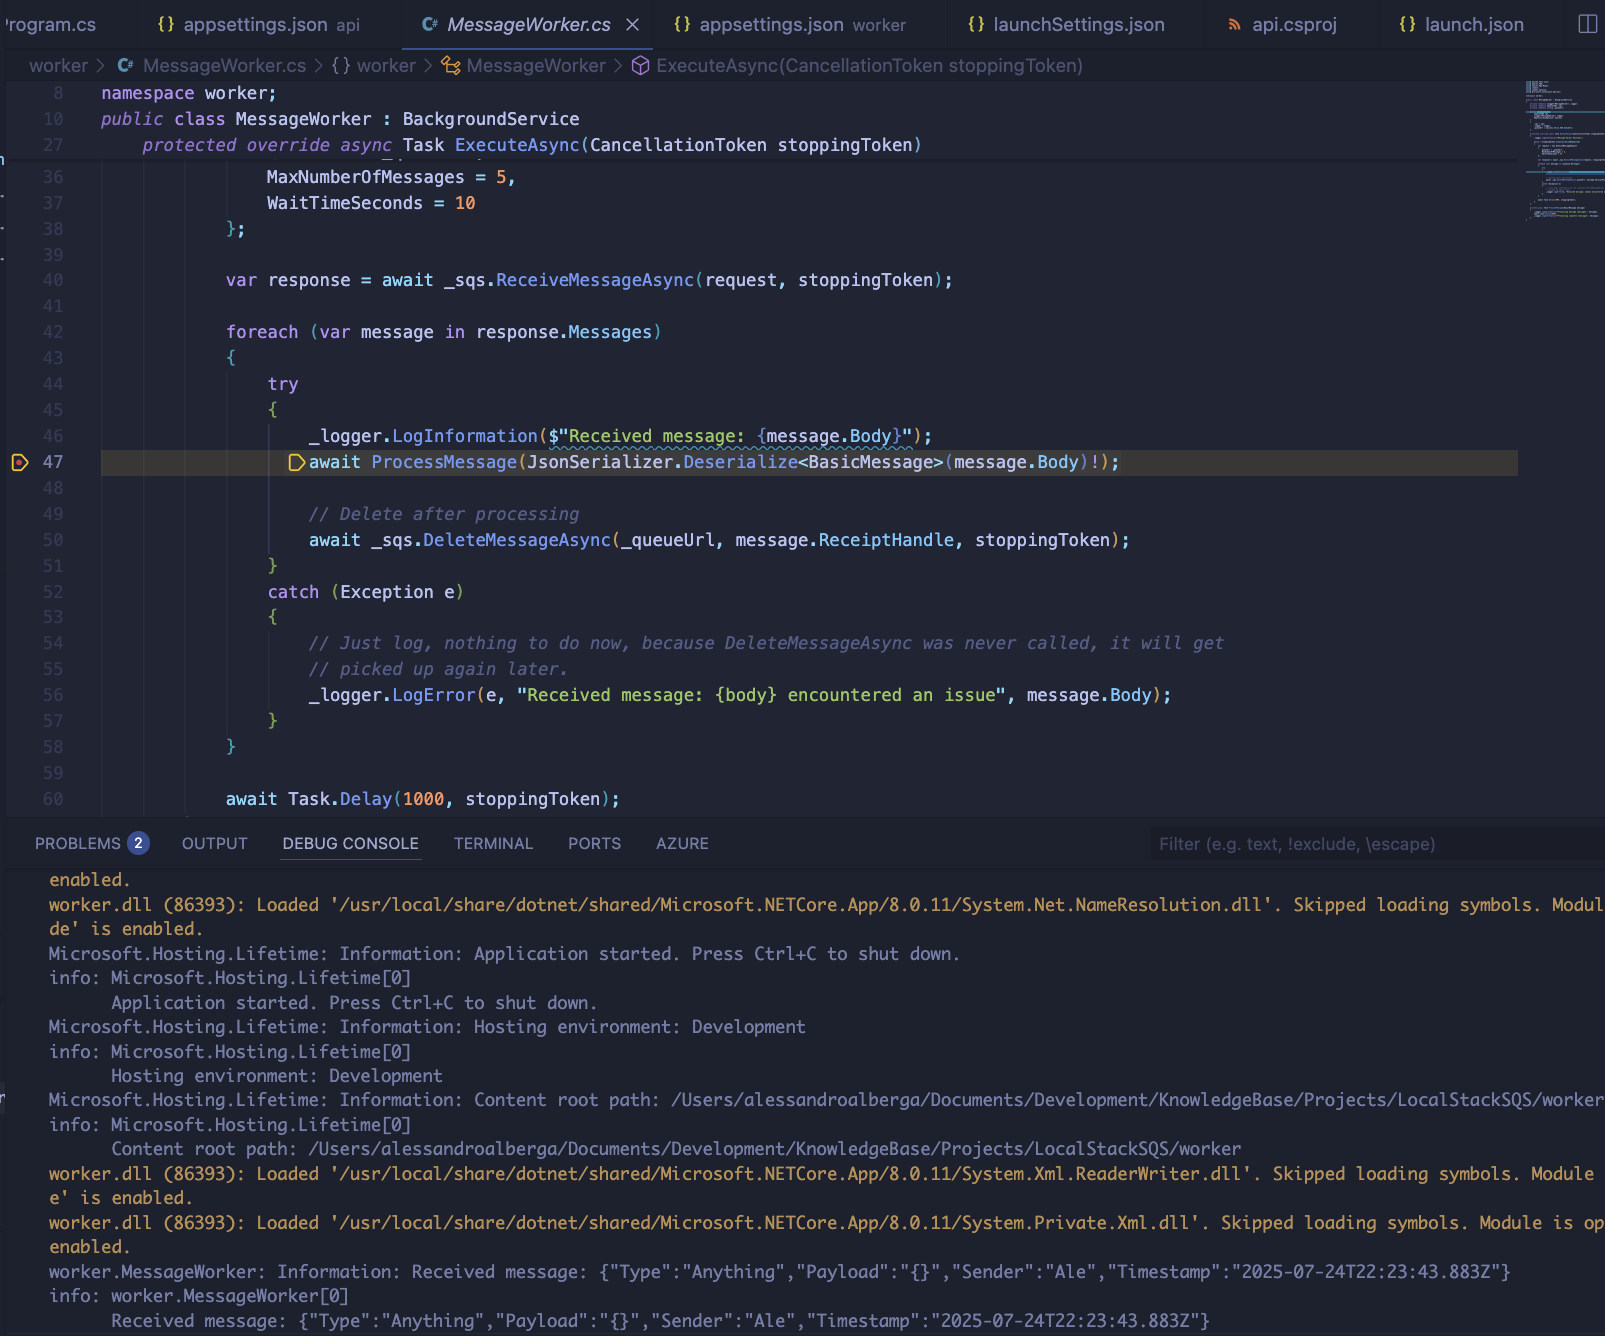 Program.cs appsettings.json api MessageWorker.cs appsettings.json worker launchSettings.json api.csproj launch.json
worker > MessageWorker.cs > {} worker > MessageWorker > ExecuteAsync(CancellationToken stoppingToken)
8 namespace worker;
10 public class MessageWorker : BackgroundService
27 protected override async Task ExecuteAsync(CancellationToken stoppingToken)
36 MaxNumberOfMessages = 5,
37 WaitTimeSeconds = 10
38 };
39
40 var response = await _sqs.ReceiveMessageAsync(request, stoppingToken);
41
42 foreach (var message in response.Messages)
43 {
44 try
45 {
46 _logger.LogInformation($"Received message: {message.Body}");
47 await ProcessMessage(JsonSerializer.Deserialize<BasicMessage>(message.Body)!);
48
49 // Delete after processing
50 await _sqs.DeleteMessageAsync(_queueUrl, message.ReceiptHandle, stoppingToken);
51 }
52 catch (Exception e)
53 {
54 // Just log, nothing to do now, because DeleteMessageAsync was never called, it will get
55 // picked up again later.
56 _logger.LogError(e, "Received message: {body} encountered an issue", message.Body);
57 }
58 }
59
60 await Task.Delay(1000, stoppingToken);
PROBLEMS 2 OUTPUT DEBUG CONSOLE TERMINAL PORTS AZURE Filter (e.g. text, !exclude, \escape)
enabled.
worker.dll (86393): Loaded '/usr/local/share/dotnet/shared/Microsoft.NETCore.App/8.0.11/System.Net.NameResolution.dll'. Skipped loading symbols. Modul
de' is enabled.
Microsoft.Hosting.Lifetime: Information: Application started. Press Ctrl+C to shut down.
info: Microsoft.Hosting.Lifetime[0]
Application started. Press Ctrl+C to shut down.
Microsoft.Hosting.Lifetime: Information: Hosting environment: Development
info: Microsoft.Hosting.Lifetime[0]
Hosting environment: Development
Microsoft.Hosting.Lifetime: Information: Content root path: /Users/alessandroalberga/Documents/Development/KnowledgeBase/Projects/LocalStackSQS/worker
info: Microsoft.Hosting.Lifetime[0]
Content root path: /Users/alessandroalberga/Documents/Development/KnowledgeBase/Projects/LocalStackSQS/worker
worker.dll (86393): Loaded '/usr/local/share/dotnet/shared/Microsoft.NETCore.App/8.0.11/System.Xml.ReaderWriter.dll'. Skipped loading symbols. Module
e' is enabled.
worker.dll (86393): Loaded '/usr/local/share/dotnet/shared/Microsoft.NETCore.App/8.0.11/System.Private.Xml.dll'. Skipped loading symbols. Module is op
enabled.
worker.MessageWorker: Information: Received message: {"Type":"Anything","Payload":"{}","Sender":"Ale","Timestamp":"2025-07-24T22:23:43.883Z"}
info: worker.MessageWorker[0]
Received message: {"Type":"Anything","Payload":"{}","Sender":"Ale","Timestamp":"2025-07-24T22:23:43.883Z"}